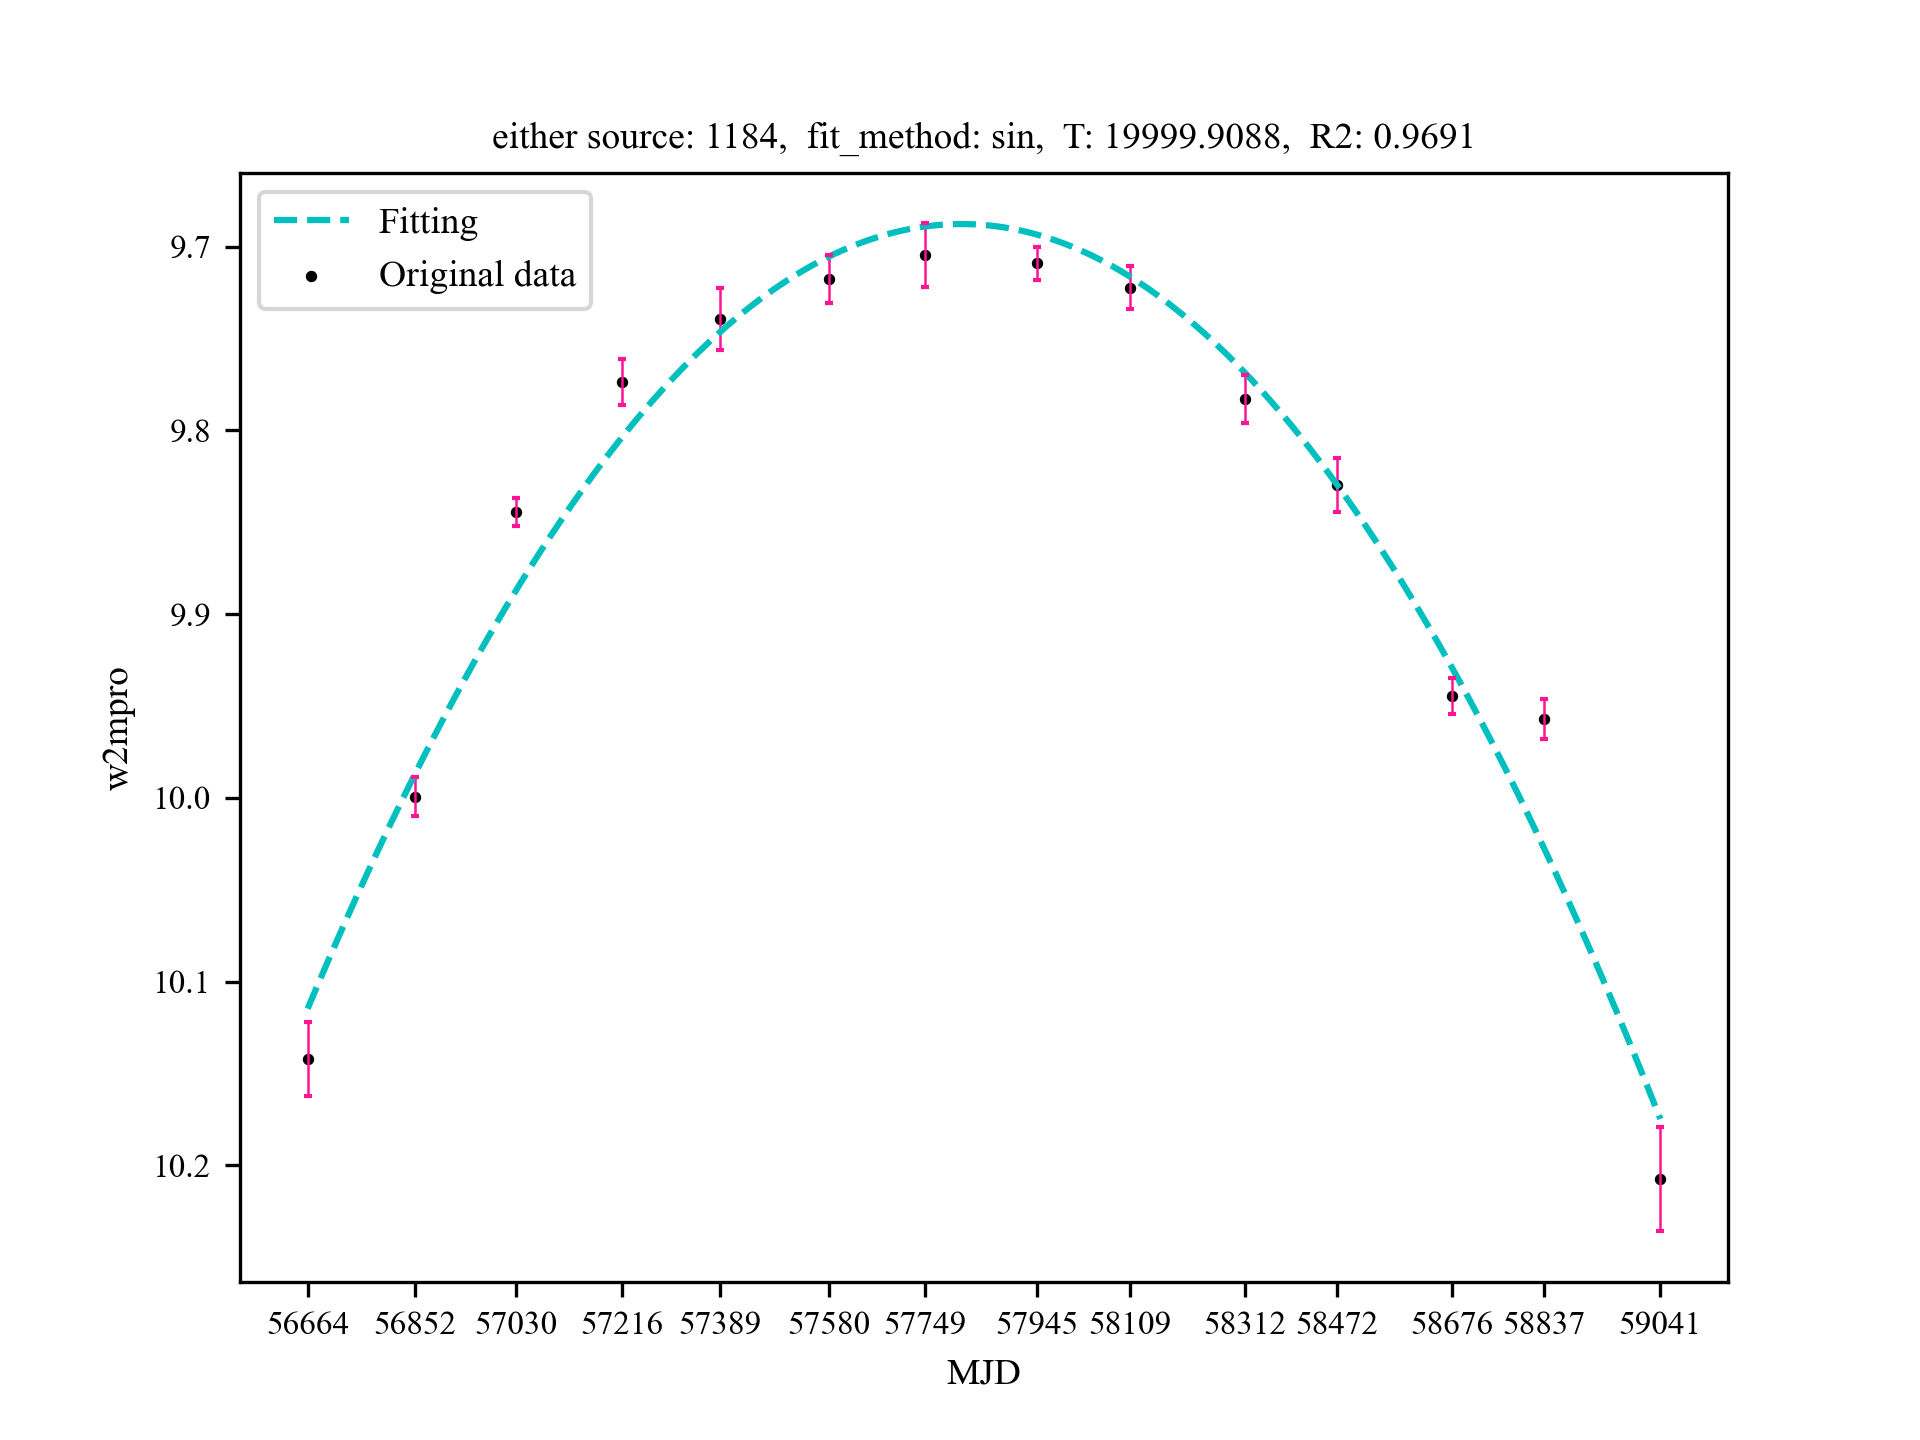 either source: 1184,  fit_method: sin,  T: 19999.9088,  R2: 0.9691
Fitting
Original data
9.7
9.8
9.9
10.0
10.1
10.2
w2mpro
56664 56852 57030 57216 57389 57580 57749 57945 58109 58312 58472 58676 58837 59041
MJD